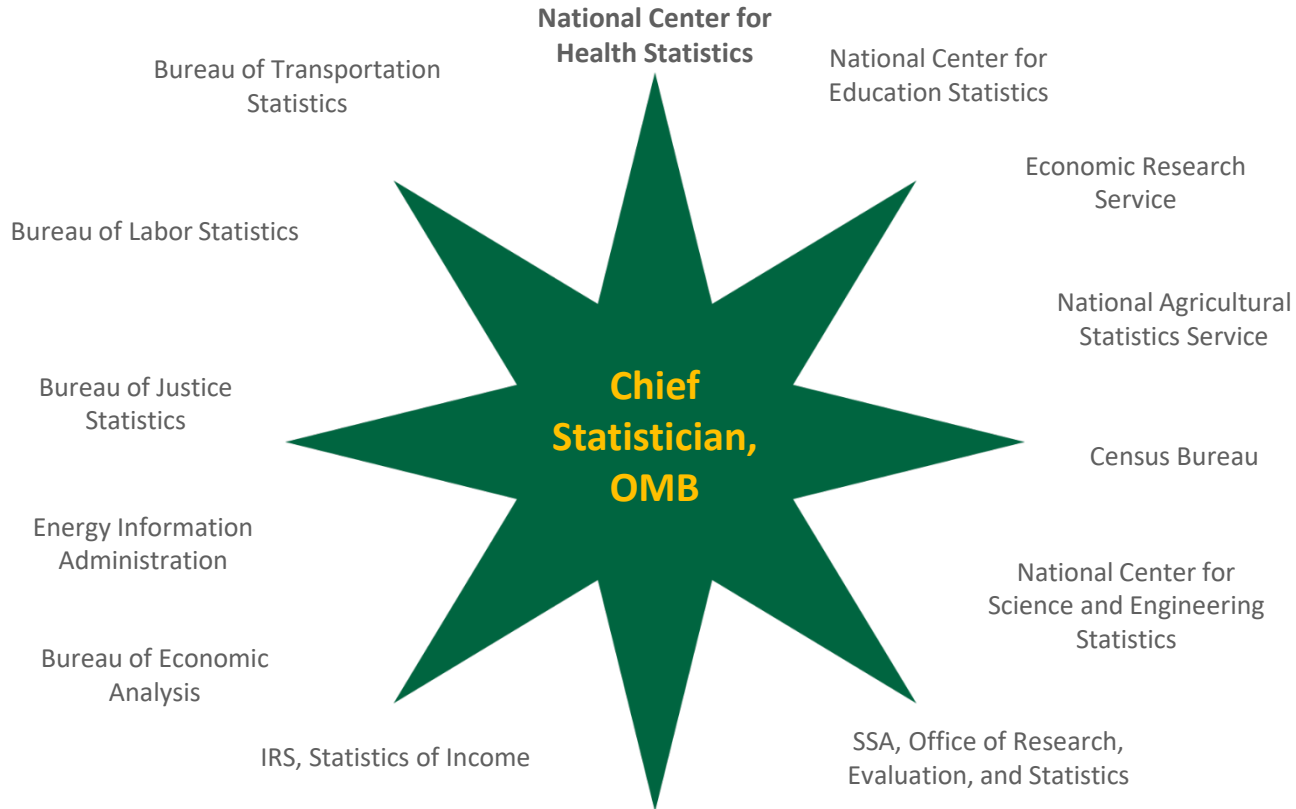 National Center for
Health Statistics
National Center for
Education Statistics
Economic Research
Service
National Agricultural
Statistics Service
Census Bureau
National Center for
Science and Engineering
Statistics
SSA, Office of Research,
Evaluation, and Statistics
IRS, Statistics of Income
Bureau of Economic
Analysis
Energy Information
Administration
Bureau of Justice
Statistics
Bureau of Labor Statistics
Bureau of Transportation
Statistics
Chief
Statistician,
OMB